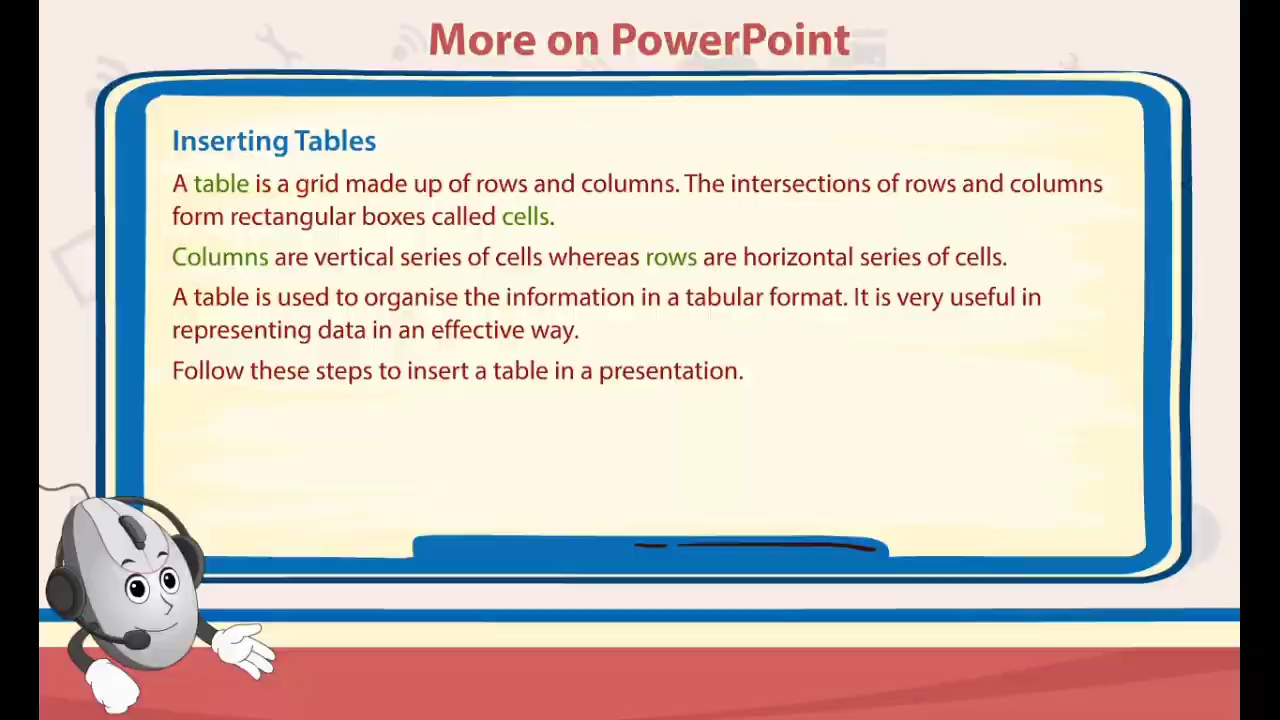 More on PowerPoint
Inserting Tables
A table is a grid made up of rows and columns. The intersections of rows and columns
form rectangular boxes called cells.
Columns are vertical series of cells whereas rows are horizontal series of cells.
A table is used to organise the information in a tabular format. It is very useful in
representing data in an effective way.
Follow these steps to insert a table in a presentation.